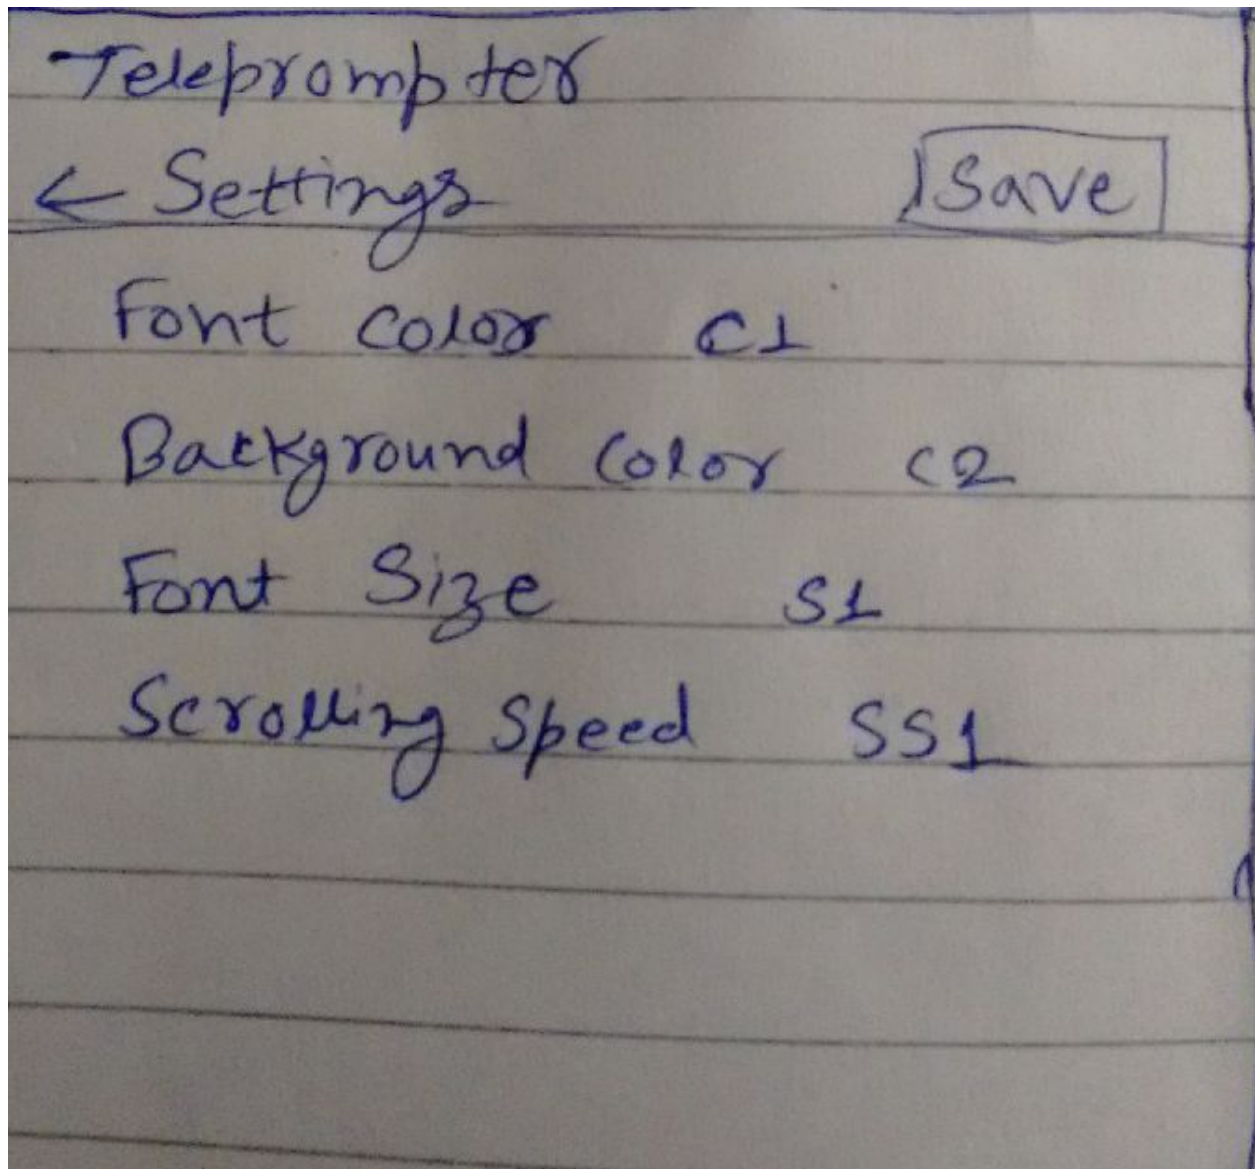 Teleprompter
← Settings Save
Font Color C1
Background Color C2
Font Size S1
Scrolling Speed SS1